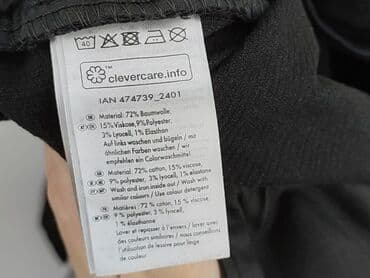 40
clevercare.info
IAN 474739_2401
Material: 72% Baumwolle,
15% Viskose, 9% Polyester,
3% Lyocell, 1% Elasthan
Auf links waschen und bügeln / mit
ähnlichen Farben waschen / wir
empfehlen ein Colorwaschmittel
Material: 72% cotton, 15% viscose,
9% polyester, 3% lyocell, 1% elastane
Wash and iron inside out / Wash with
similar colours / Use colour detergent
Matières: 72% coton, 15% viscose,
9% polyester, 3% lyocell,
1% élasthanne
Laver et repasser à l'envers / laver avec
des couleurs similaires / nous conseillons
l'utilisation de lessive pour linge
de couleur